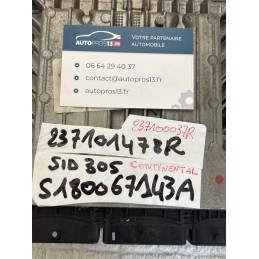 AUTOPROS13.FR
VOTRE PARTENAIRE
AUTOMOBILE
06 64 29 40 37
contact@autopros13.fr
autopros13.fr
237100037R
237101478R
SID 305 CONTINENTAL
S180067143A